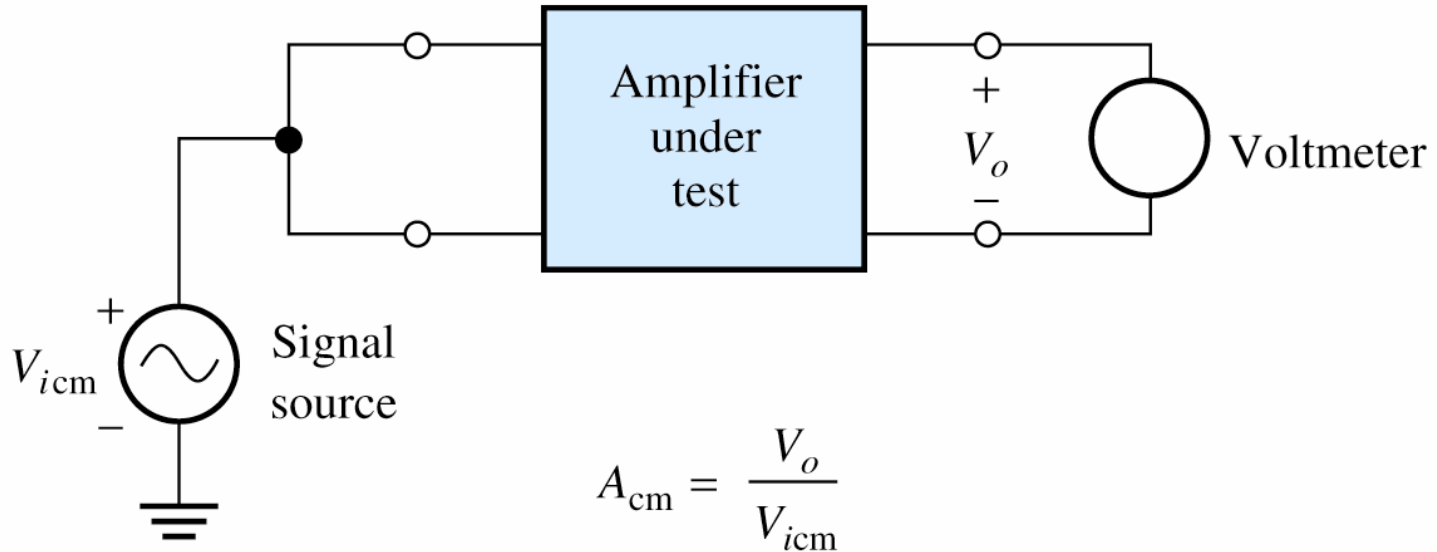 Amplifier
under
test
+
V_o
−
Voltmeter
+
V_icm
−
Signal
source
A_cm = V_o / V_icm